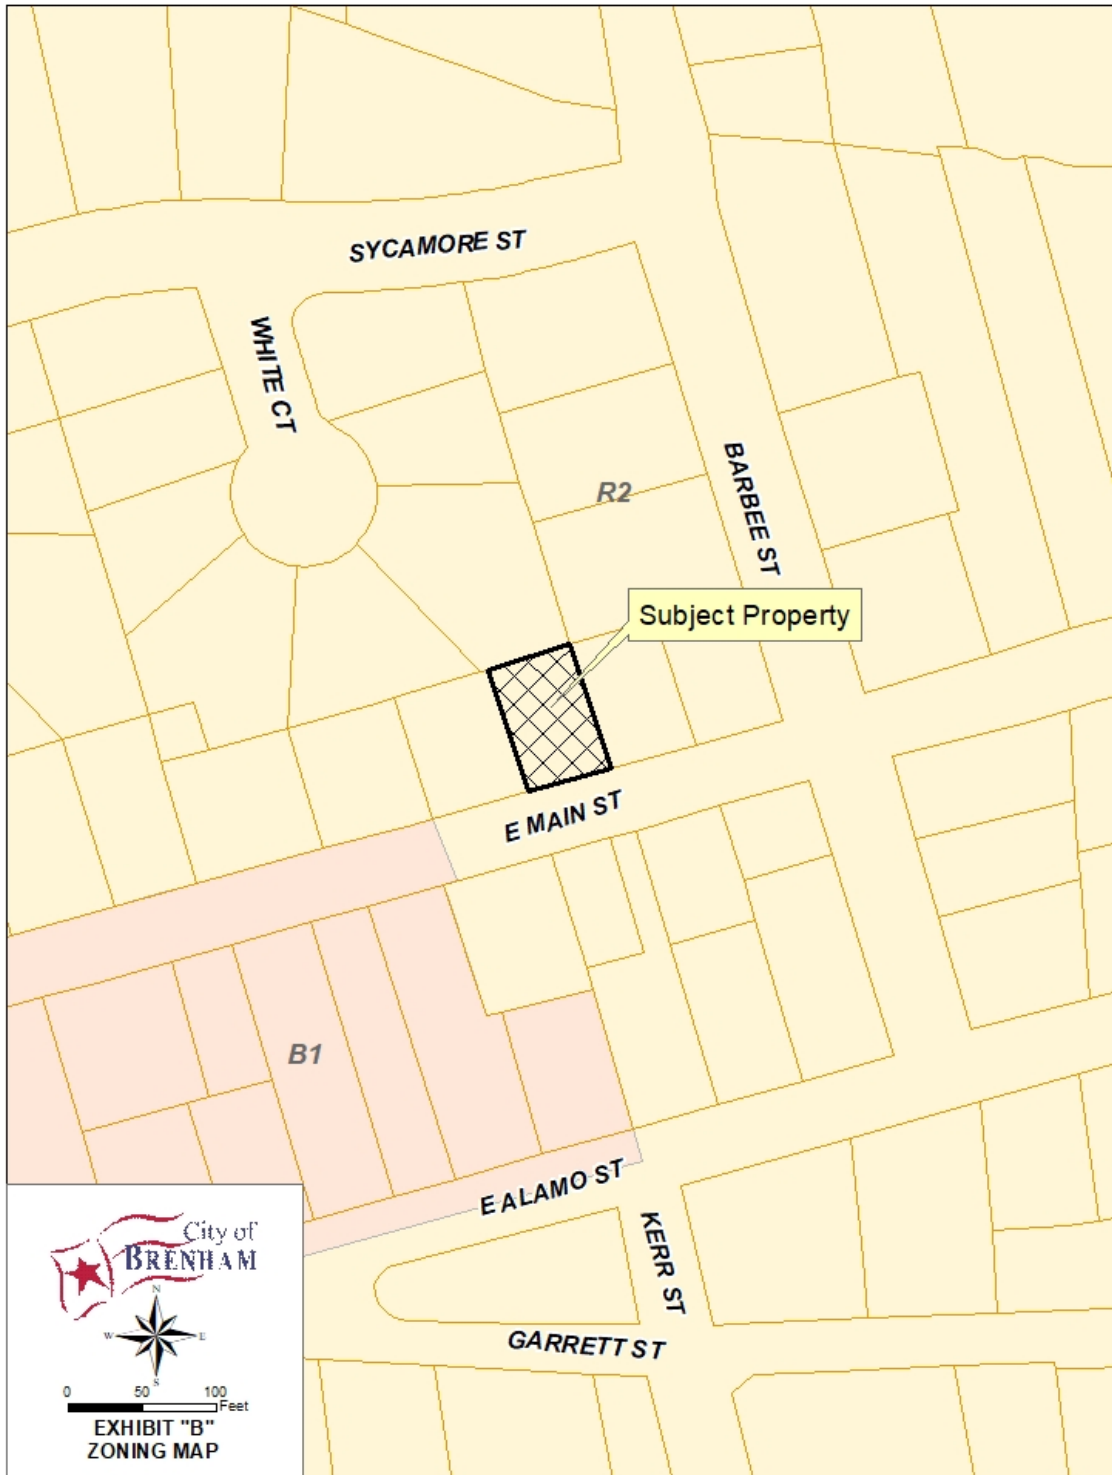 SYCAMORE ST
WHITE CT
BARBEE ST
R2
Subject Property
E MAIN ST
B1
E ALAMO ST
KERR ST
GARRETT ST
City of
BRENHAM
N
W
E
S
0 50 100
Feet
EXHIBIT "B"
ZONING MAP